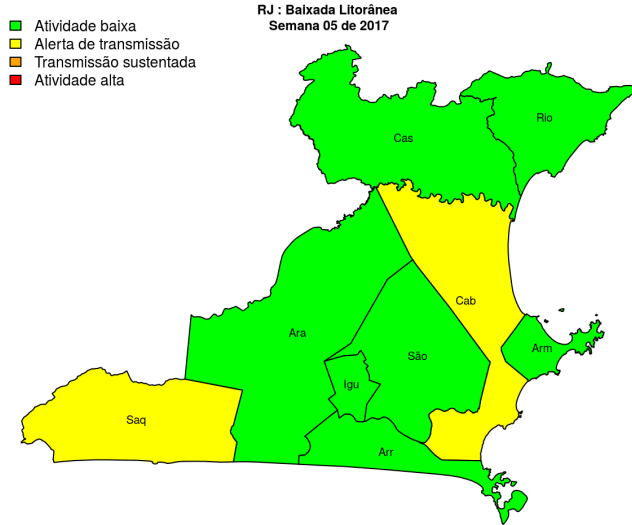 RJ : Baixada Litorânea
Semana 05 de 2017
Atividade baixa
Alerta de transmissão
Transmissão sustentada
Atividade alta
Rio
Cas
Cab
Ara
Arm
São
Igu
Saq
Arr